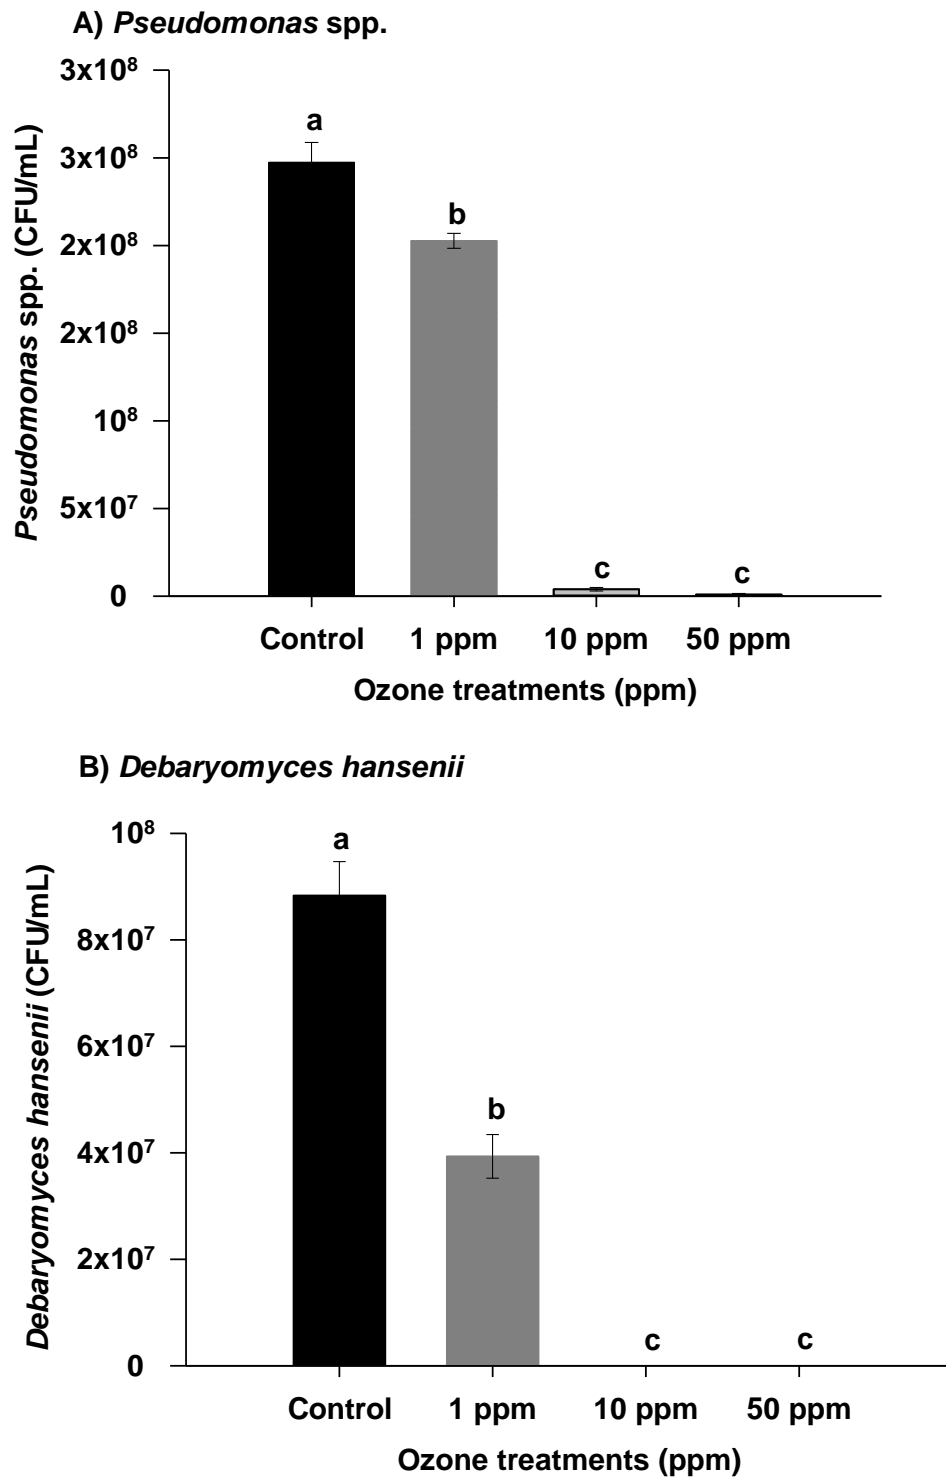 A) Pseudomonas spp.
Pseudomonas spp. (CFU/mL)
3x10⁸
3x10⁸
2x10⁸
2x10⁸
10⁸
5x10⁷
0
a
b
c
c
Control 1 ppm 10 ppm 50 ppm
Ozone treatments (ppm)
B) Debaryomyces hansenii
Debaryomyces hansenii (CFU/mL)
10⁸
8x10⁷
6x10⁷
4x10⁷
2x10⁷
0
a
b
c
c
Control 1 ppm 10 ppm 50 ppm
Ozone treatments (ppm)